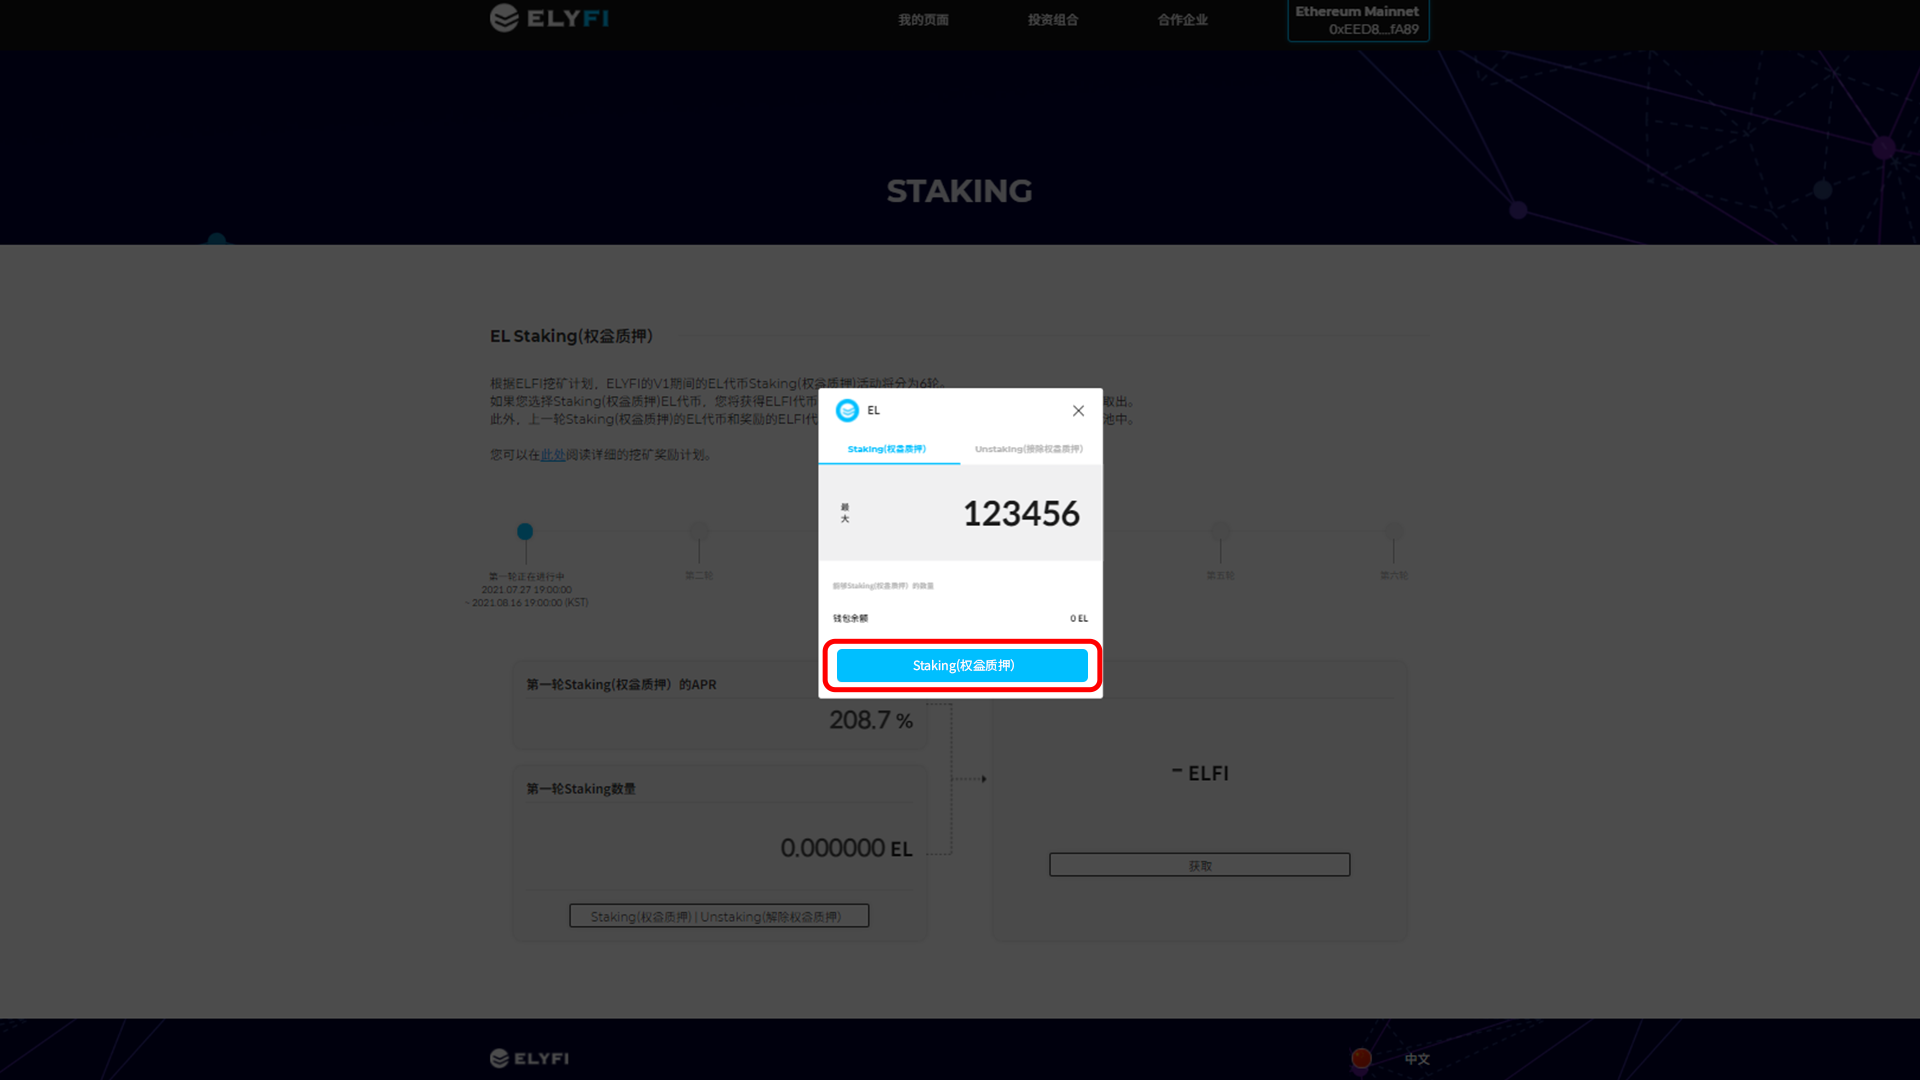 ELYFI
我的页面
投资组合
合作企业
Ethereum Mainnet
0xEED8....fA89
STAKING
EL Staking(权益质押)
根据ELFI挖矿计划，ELYFI的V1期间的EL代币Staking(权益质押)活动将分为6轮。
如果您选择Staking(权益质押)EL代币，您将获得ELFI代币
取出。
此外，上一轮Staking(权益质押)的EL代币和奖励的ELFI代
池中。
您可以在此处阅读详细的挖矿奖励计划。
EL
Staking(权益质押)
Unstaking(接除权益质押)
最大
123456
能够Staking(权益质押）的数量
钱包余额
0 EL
Staking(权益质押)
第一轮正在进行中
2021.07.27 19:00:00
~ 2021.08.16 19:00:00 (KST)
第二轮
第五轮
第六轮
第一轮Staking(权益质押）的APR
208.7 %
第一轮Staking数量
0.000000 EL
Staking(权益质押) | Unstaking(解除权益质押)
– ELFI
获取
ELYFI
中文